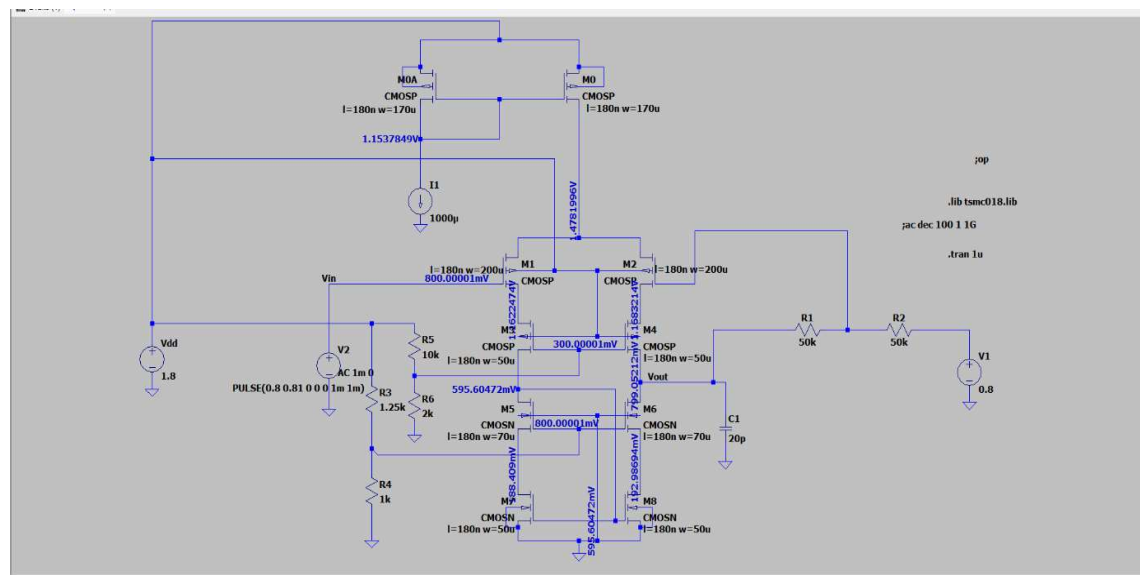 M0A
M0
CMOSP
CMOSP
l=180n w=170u
l=180n w=170u
1.1537849V
;op
I1
1.4781996V
.lib tsmc018.lib
1000µ
;ac dec 100 1 1G
.tran 1u
M1
M2
l=180n w=200u
l=180n w=200u
Vin
800.00001mV
CMOSP
CMOSP
M4
R1
R2
50k
50k
Vdd
R5
300.00001mV
CMOSP
CMOSP
V2
10k
l=180n w=50u
l=180n w=50u
V1
AC 1m 0
Vout
1.8
0.8
PULSE(0.8 0.81 0 0 0 1m 1m)
R3
R6
595.60472mV
799.05212mV
1.25k
2k
M5
M6
C1
800.00001mV
CMOSN
CMOSN
20p
l=180n w=70u
l=180n w=70u
R4
1k
192.98694mV
M8
CMOSN
CMOSN
l=180n w=50u
l=180n w=50u
595.60472mV